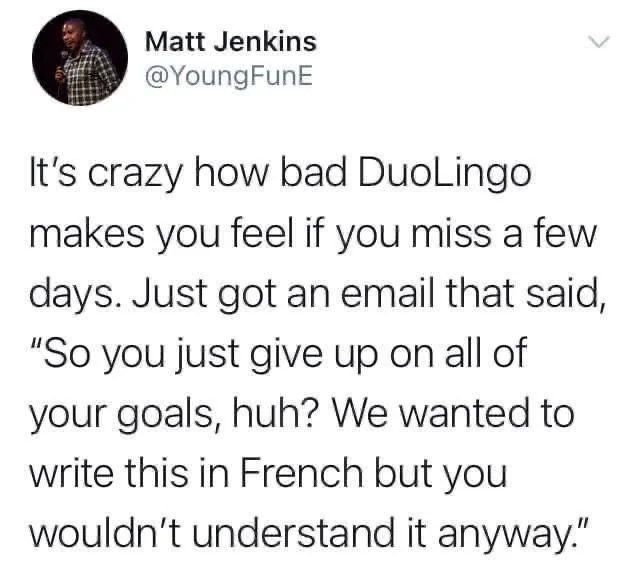 Matt Jenkins
@YoungFunE
It's crazy how bad DuoLingo
makes you feel if you miss a few
days. Just got an email that said,
"So you just give up on all of
your goals, huh? We wanted to
write this in French but you
wouldn't understand it anyway."